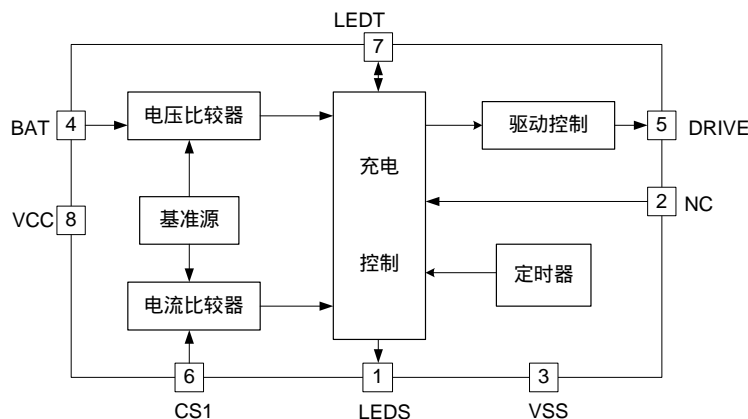 LEDT
7
BAT
4
电压比较器
充电
驱动控制
5
DRIVE
VCC
8
基准源
2
NC
控制
定时器
电流比较器
6
1
3
CS1
LEDS
VSS